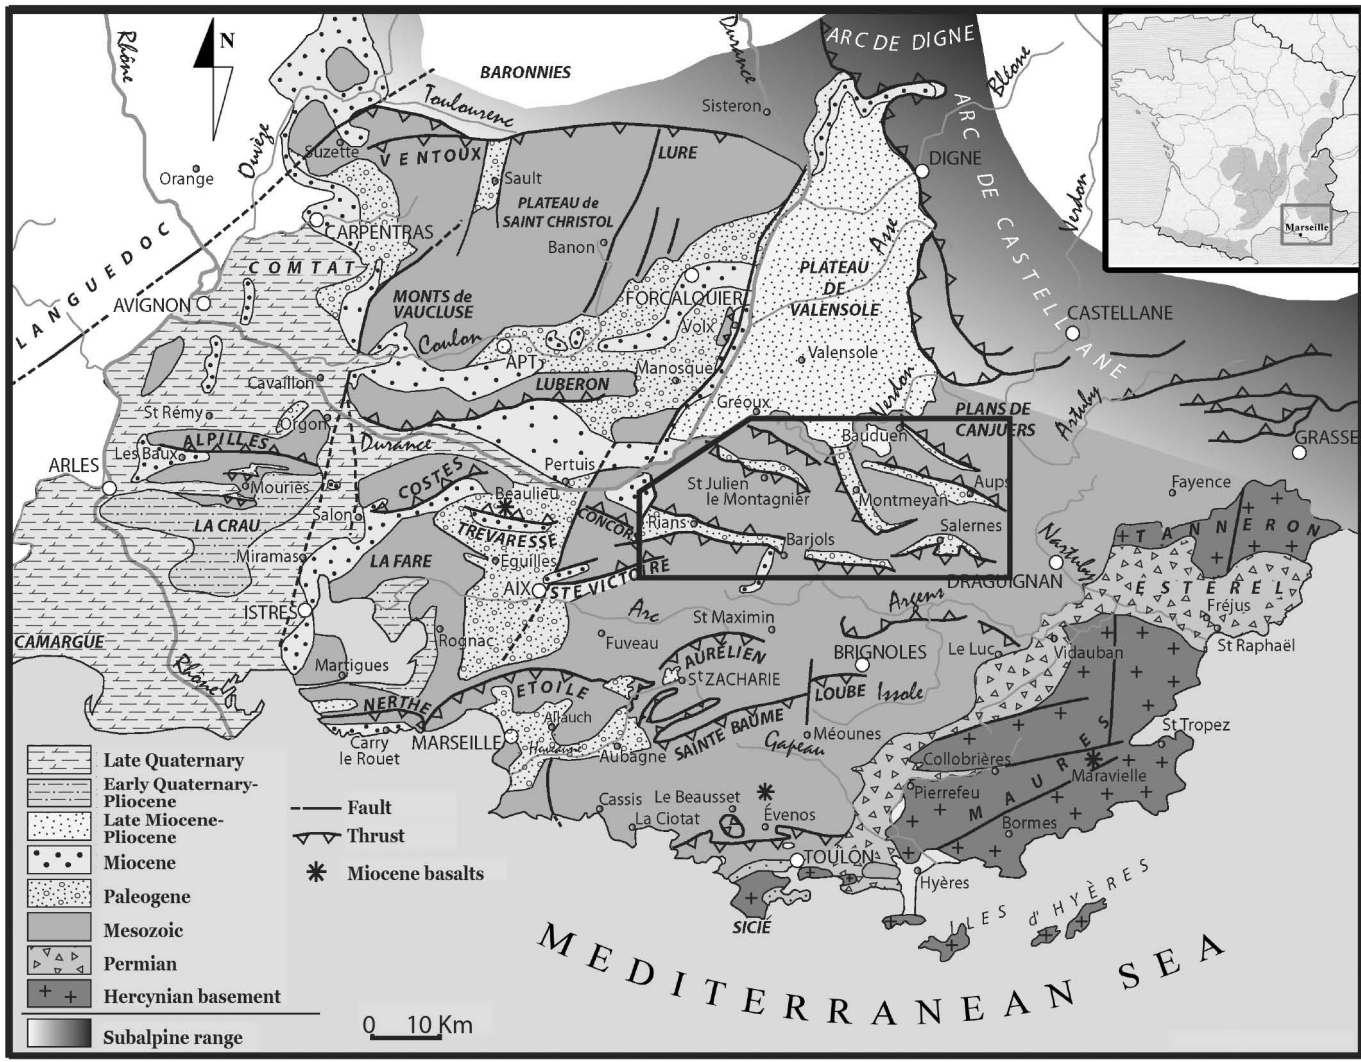 Rhône
N
Durance
ARC DE DIGNE
Bléone
BARONNIES
Toulourenc
Sisteron
ARC DE CASTELLANE
Ouvèze
Suzette
VENTOUX
LURE
DIGNE
Orange
Sault
PLATEAU de
SAINT CHRISTOL
Verdon
Marseille
CARPENTRAS
Banon
Asse
COMTAT
PLATEAU
DE
VALENSOLE
LANGUEDOC
AVIGNON
MONTS de
VAUCLUSE
FORCALQUIER
Volx
CASTELLANE
Coulon
APT
Valensole
Cavaillon
LUBERON
Manosque
Verdon
Artuby
St Rémy
Gréoux
PLANS DE
CANJUERS
Orgon
Durance
Bauduen
GRASSE
ALPILLES
Les Baux
ARLES
Pertuis
St Julien
le Montagnier
Aups
Fayence
Mouriès
COSTES
Beaulieu
Montmeyan
LA CRAU
Salon
TREVARESSE
CONCORS
Rians
Salernes
TANNERON
Miramas
LA FARE
Eguilles
Barjols
Nartuby
AIX
STE VICTOIRE
DRAGUIGNAN
ESTEREL
ISTRES
Arc
Argens
Fréjus
CAMARGUE
Rognac
Fuveau
St Maximin
St Raphaël
Rhône
Martigues
AURÉLIEN
BRIGNOLES
Le Luc
Vidauban
St ZACHARIE
NERTHE
ETOILE
LOUBE
Issole
Allauch
SAINTE BAUME
St Tropez
Carry
le Rouet
MARSEILLE
Huveaune
Aubagne
Gapeau
Méounes
Collobrières
MAURES
Maravielle
Pierrefeu
Cassis
Le Beausset
La Ciotat
Évenos
Bormes
TOULON
Hyères
SICIÉ
ILES d'HYÈRES
MEDITERRANEAN SEA
Late Quaternary
Early Quaternary-
Pliocene
Late Miocene-
Pliocene
Miocene
Paleogene
Mesozoic
Permian
Hercynian basement
Subalpine range
Fault
Thrust
Miocene basalts
0 10 Km